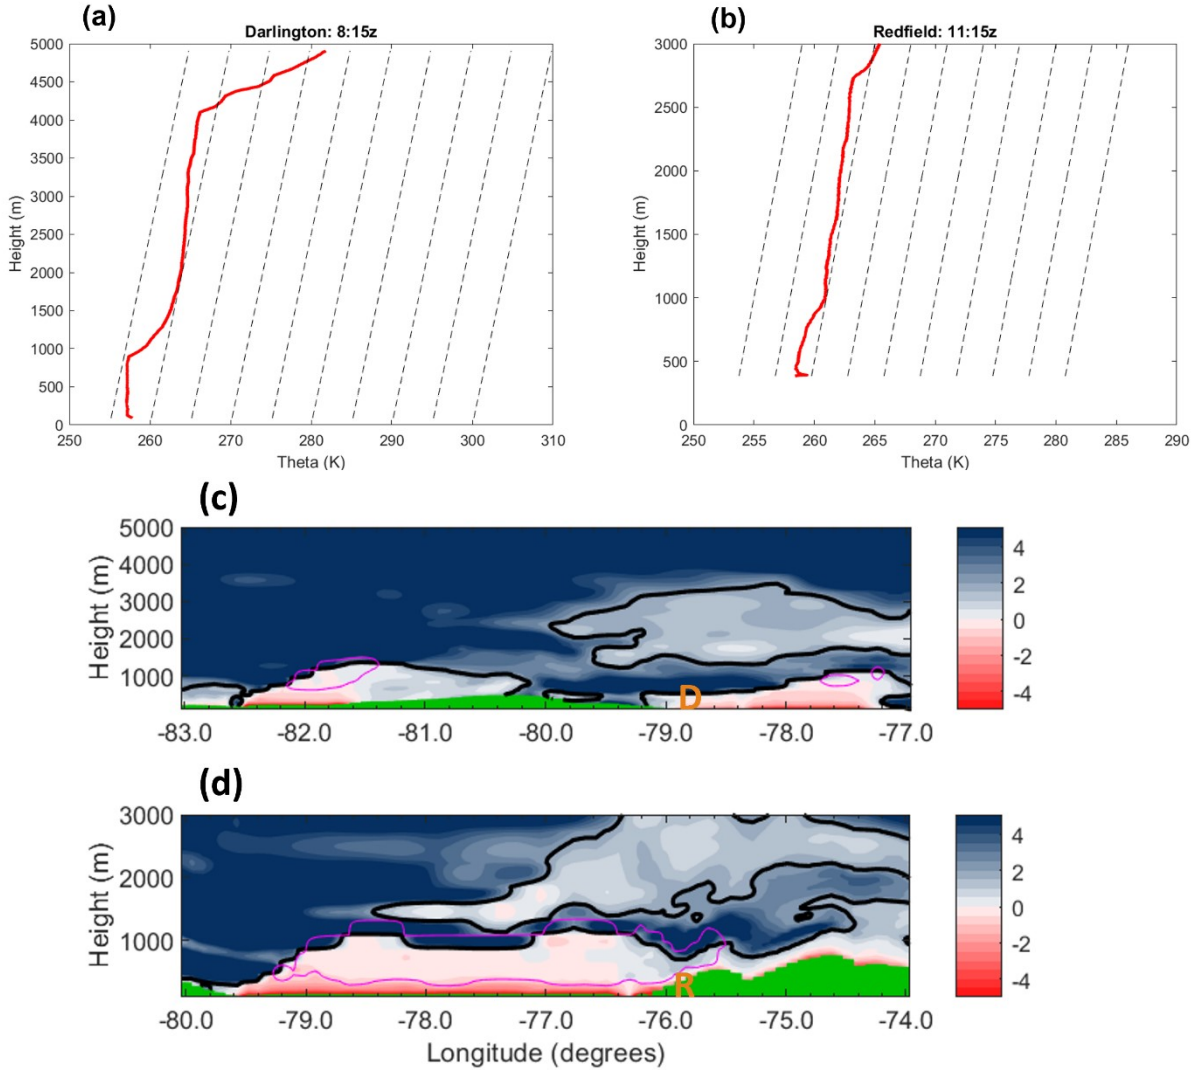 (a)
Darlington: 8:15z
5000
4500
4000
3500
3000
2500
2000
1500
1000
500
0
Height (m)
250 260 270 280 290 300 310
Theta (K)
(b)
Redfield: 11:15z
3000
2500
2000
1500
1000
500
0
Height (m)
250 255 260 265 270 275 280 285 290
Theta (K)
(c)
5000
4000
3000
2000
1000
Height (m)
D
-83.0 -82.0 -81.0 -80.0 -79.0 -78.0 -77.0
4
2
0
-2
-4
(d)
3000
2000
1000
Height (m)
R
-80.0 -79.0 -78.0 -77.0 -76.0 -75.0 -74.0
Longitude (degrees)
4
2
0
-2
-4